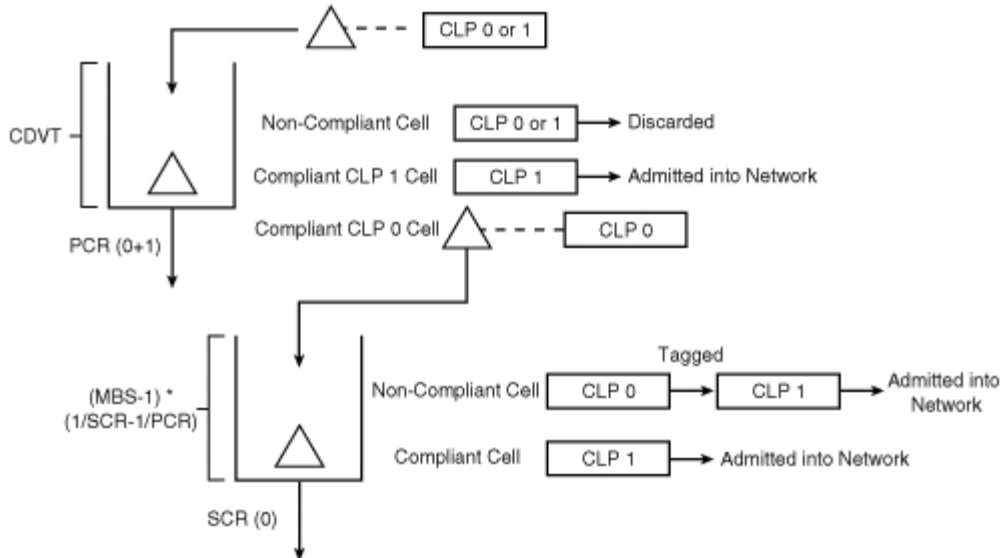 CLP 0 or 1
CDVT
Non-Compliant Cell CLP 0 or 1 Discarded
Compliant CLP 1 Cell CLP 1 Admitted into Network
Compliant CLP 0 Cell CLP 0
PCR (0+1)
Tagged
(MBS-1) *
(1/SCR-1/PCR)
Non-Compliant Cell CLP 0 CLP 1 Admitted into
Network
Compliant Cell CLP 1 Admitted into Network
SCR (0)